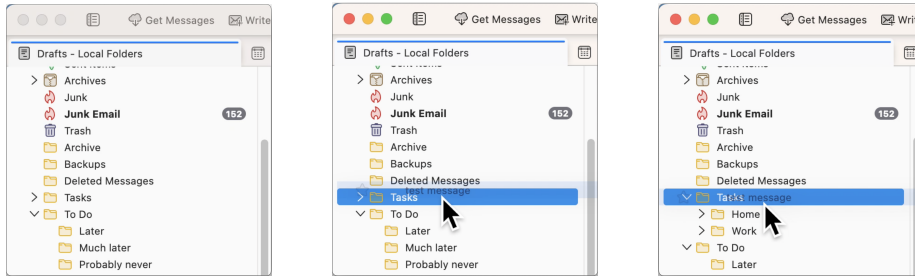 Get Messages Write
Drafts - Local Folders
Archives
Junk
Junk Email 152
Trash
Archive
Backups
Deleted Messages
Tasks
To Do
Later
Much later
Probably never
Get Messages Write
Drafts - Local Folders
Archives
Junk
Junk Email 152
Trash
Archive
Backups
Deleted Messages
test message
Tasks
To Do
Later
Much later
Probably never
Get Messages Wri
Drafts - Local Folders
Archives
Junk
Junk Email 152
Trash
Archive
Backups
Deleted Messages
Tasks message
Home
Work
To Do
Later